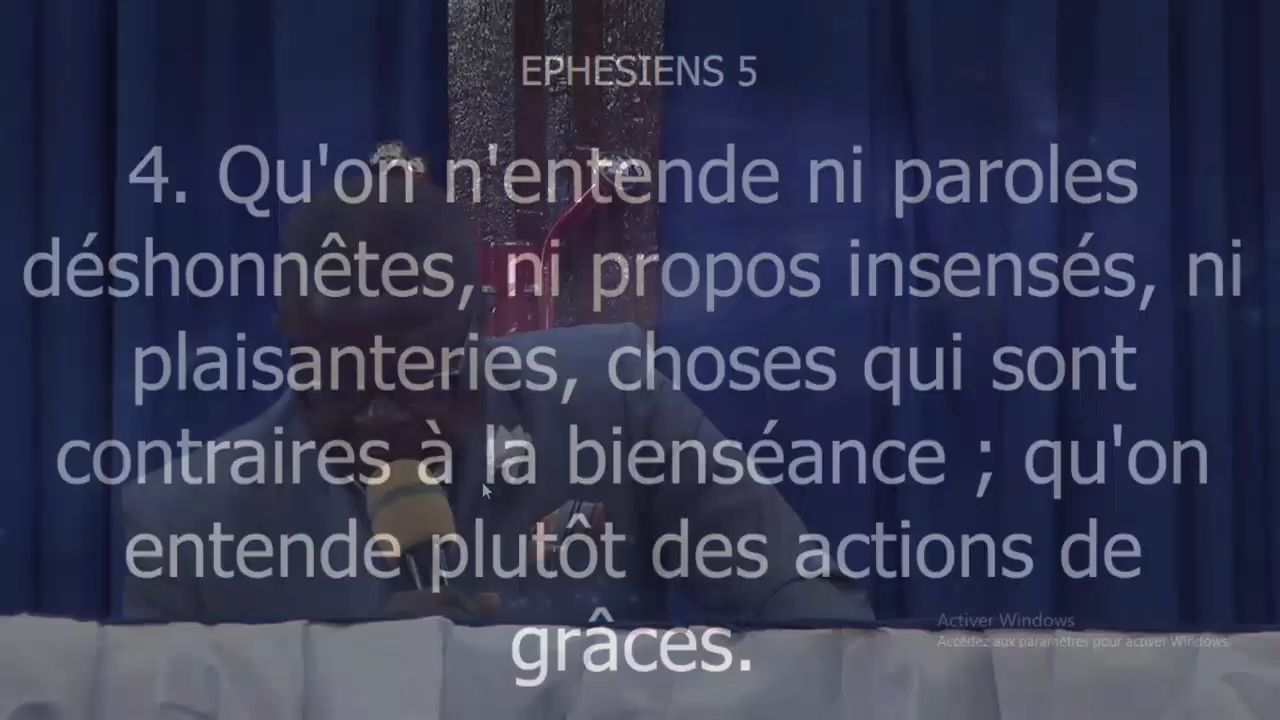 EPHESIENS 5
4. Qu'on n'entende ni paroles
déshonnêtes, ni propos insensés, ni
plaisanteries, choses qui sont
contraires à la bienséance ; qu'on
entende plutôt des actions de
grâces.
Activer Windows
Accédez aux paramètres pour activer Windows.